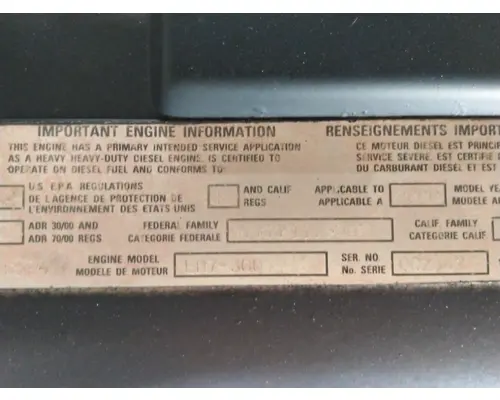 IMPORTANT ENGINE INFORMATION
THIS ENGINE HAS A PRIMARY INTENDED SERVICE APPLICATION
AS A HEAVY HEAVY-DUTY DIESEL ENGINE. IS CERTIFIED TO
OPERATE ON DIESEL FUEL AND CONFORMS TO:
RENSEIGNEMENTS IMPORT
CE MOTEUR DIESEL EST PRINCIP
SERVICE SEVERE. EST CERTIFIE
DU CARBURANT DIESEL ET EST
U.S. E.P.A. REGULATIONS
DE L'AGENCE DE PROTECTION DE
L'ENVIRONNEMENT DES ETATS UNIS
AND CALIF
REGS
APPLICABLE TO
APPLICABLE A
MODEL YE
ADR 30/00 AND
ADR 70/00 REGS
FEDERAL FAMILY
CATEGORIE FEDERALE
CALIF. FAMILY
CATEGORIE CALIF
ENGINE MODEL
MODELE DE MOTEUR
SER. NO.
No. SERIE